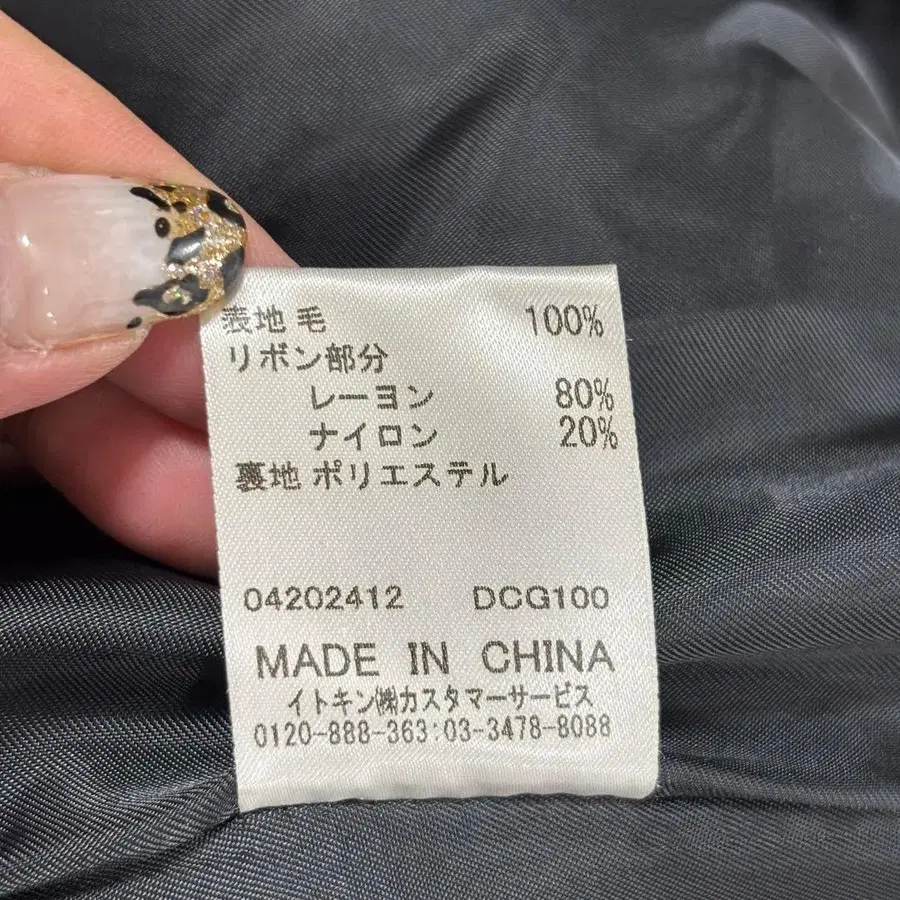 表地 毛 100%
リボン部分
レーヨン 80%
ナイロン 20%
裏地 ポリエステル
04202412 DCG100
MADE IN CHINA
イトキン㈱カスタマーサービス
0120-888-363:03-3478-8088